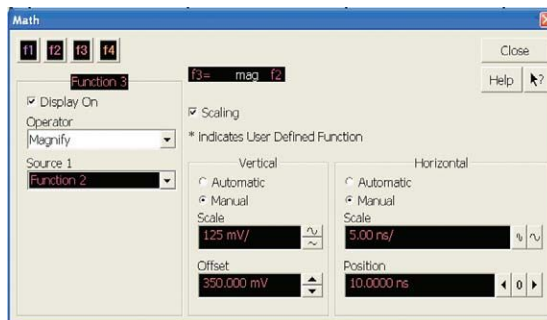 Math
f1 f2 f3 f4
Close
Help ?
Function 3
f3= mag f2
Display On
Scaling
Operator
Magnify
* indicates User Defined Function
Source 1
Function 2
Vertical
Automatic
Manual
Scale
125 mV/
Offset
350.000 mV
Horizontal
Automatic
Manual
Scale
5.00 ns/
Position
10.0000 ns
0